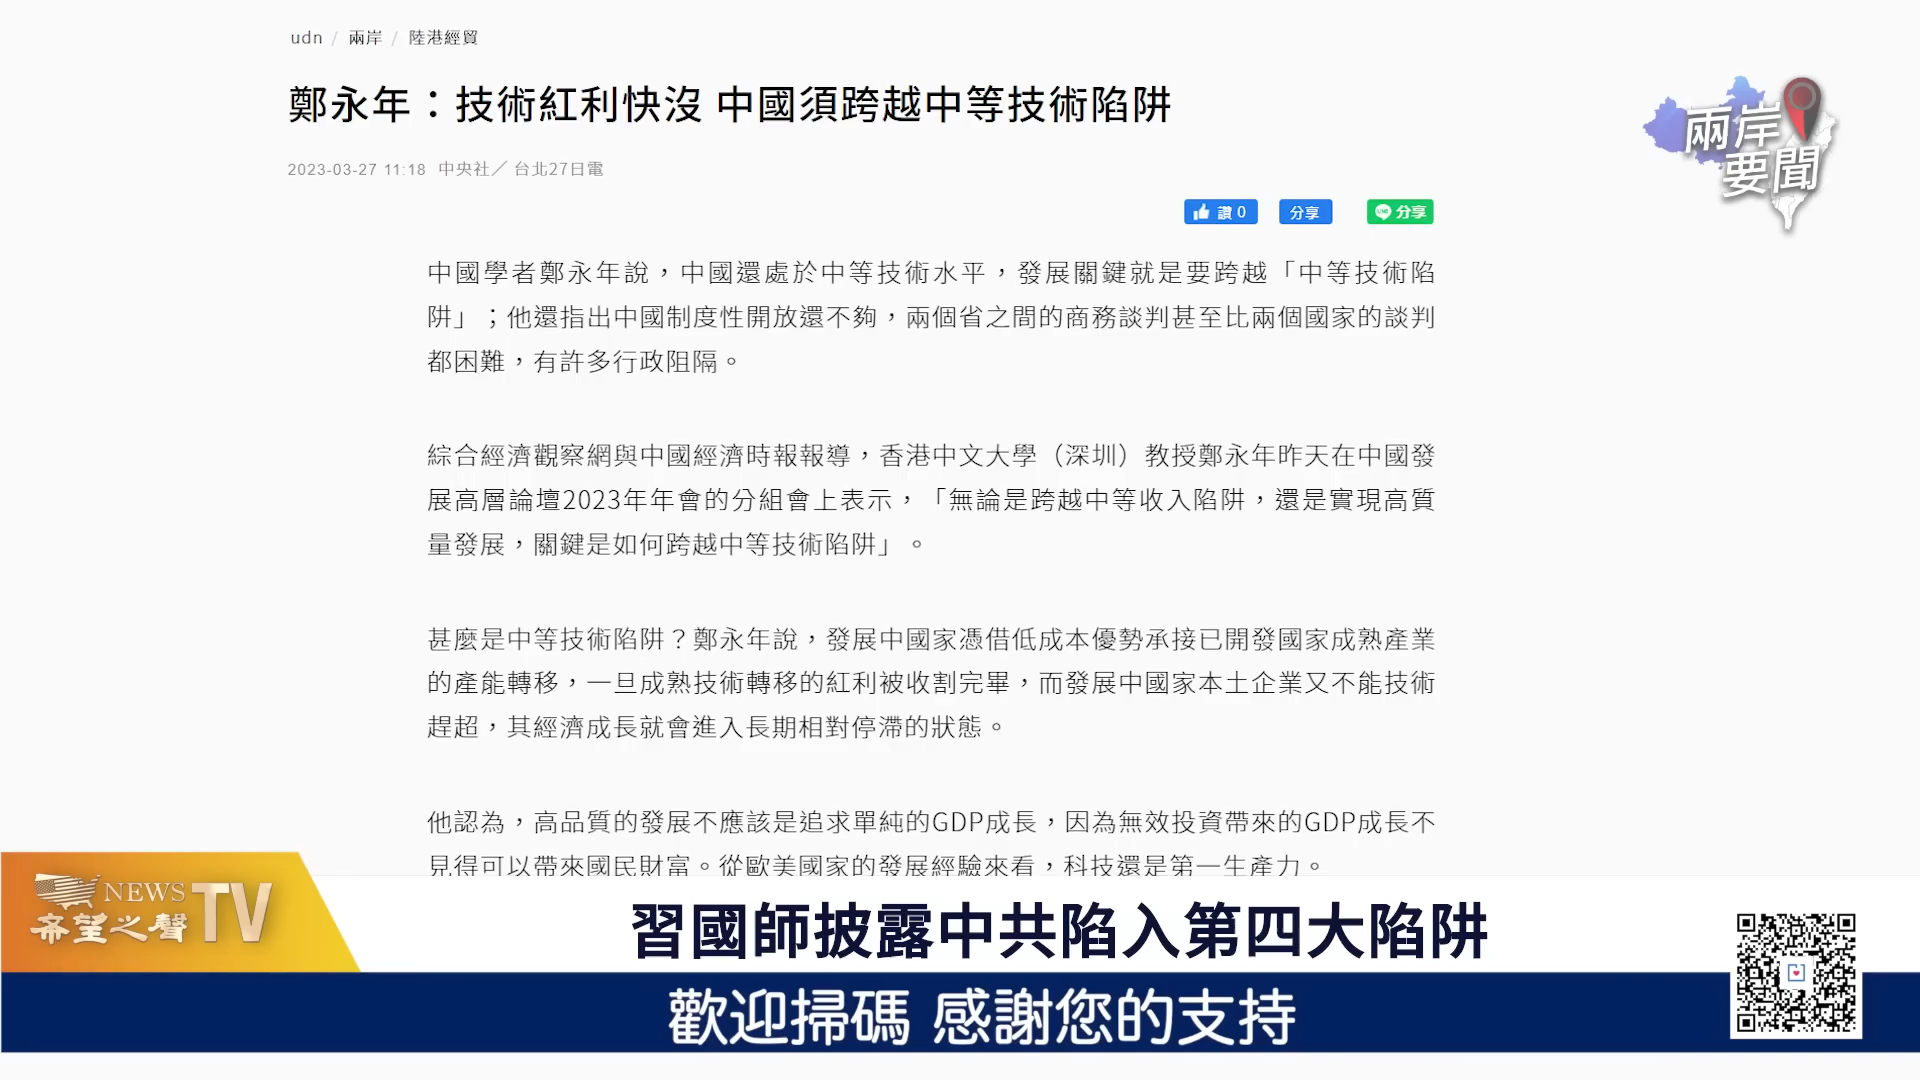 udn / 兩岸 / 陸港經貿
鄭永年：技術紅利快沒 中國須跨越中等技術陷阱
2023-03-27 11:18 中央社／ 台北27日電
兩岸
要聞
讚 0 分享 分享
中國學者鄭永年說，中國還處於中等技術水平，發展關鍵就是要跨越「中等技術陷
阱」；他還指出中國制度性開放還不夠，兩個省之間的商務談判甚至比兩個國家的談判
都困難，有許多行政阻隔。
綜合經濟觀察網與中國經濟時報報導，香港中文大學（深圳）教授鄭永年昨天在中國發
展高層論壇2023年年會的分組會上表示，「無論是跨越中等收入陷阱，還是實現高質
量發展，關鍵是如何跨越中等技術陷阱」。
甚麼是中等技術陷阱？鄭永年說，發展中國家憑借低成本優勢承接已開發國家成熟產業
的產能轉移，一旦成熟技術轉移的紅利被收割完畢，而發展中國家本土企業又不能技術
趕超，其經濟成長就會進入長期相對停滯的狀態。
他認為，高品質的發展不應該是追求單純的GDP成長，因為無效投資帶來的GDP成長不
見得可以帶來國民財富。從歐美國家的發展經驗來看，科技還是第一生產力。
NEWS
希望之聲 TV
習國師披露中共陷入第四大陷阱
歡迎掃碼 感謝您的支持